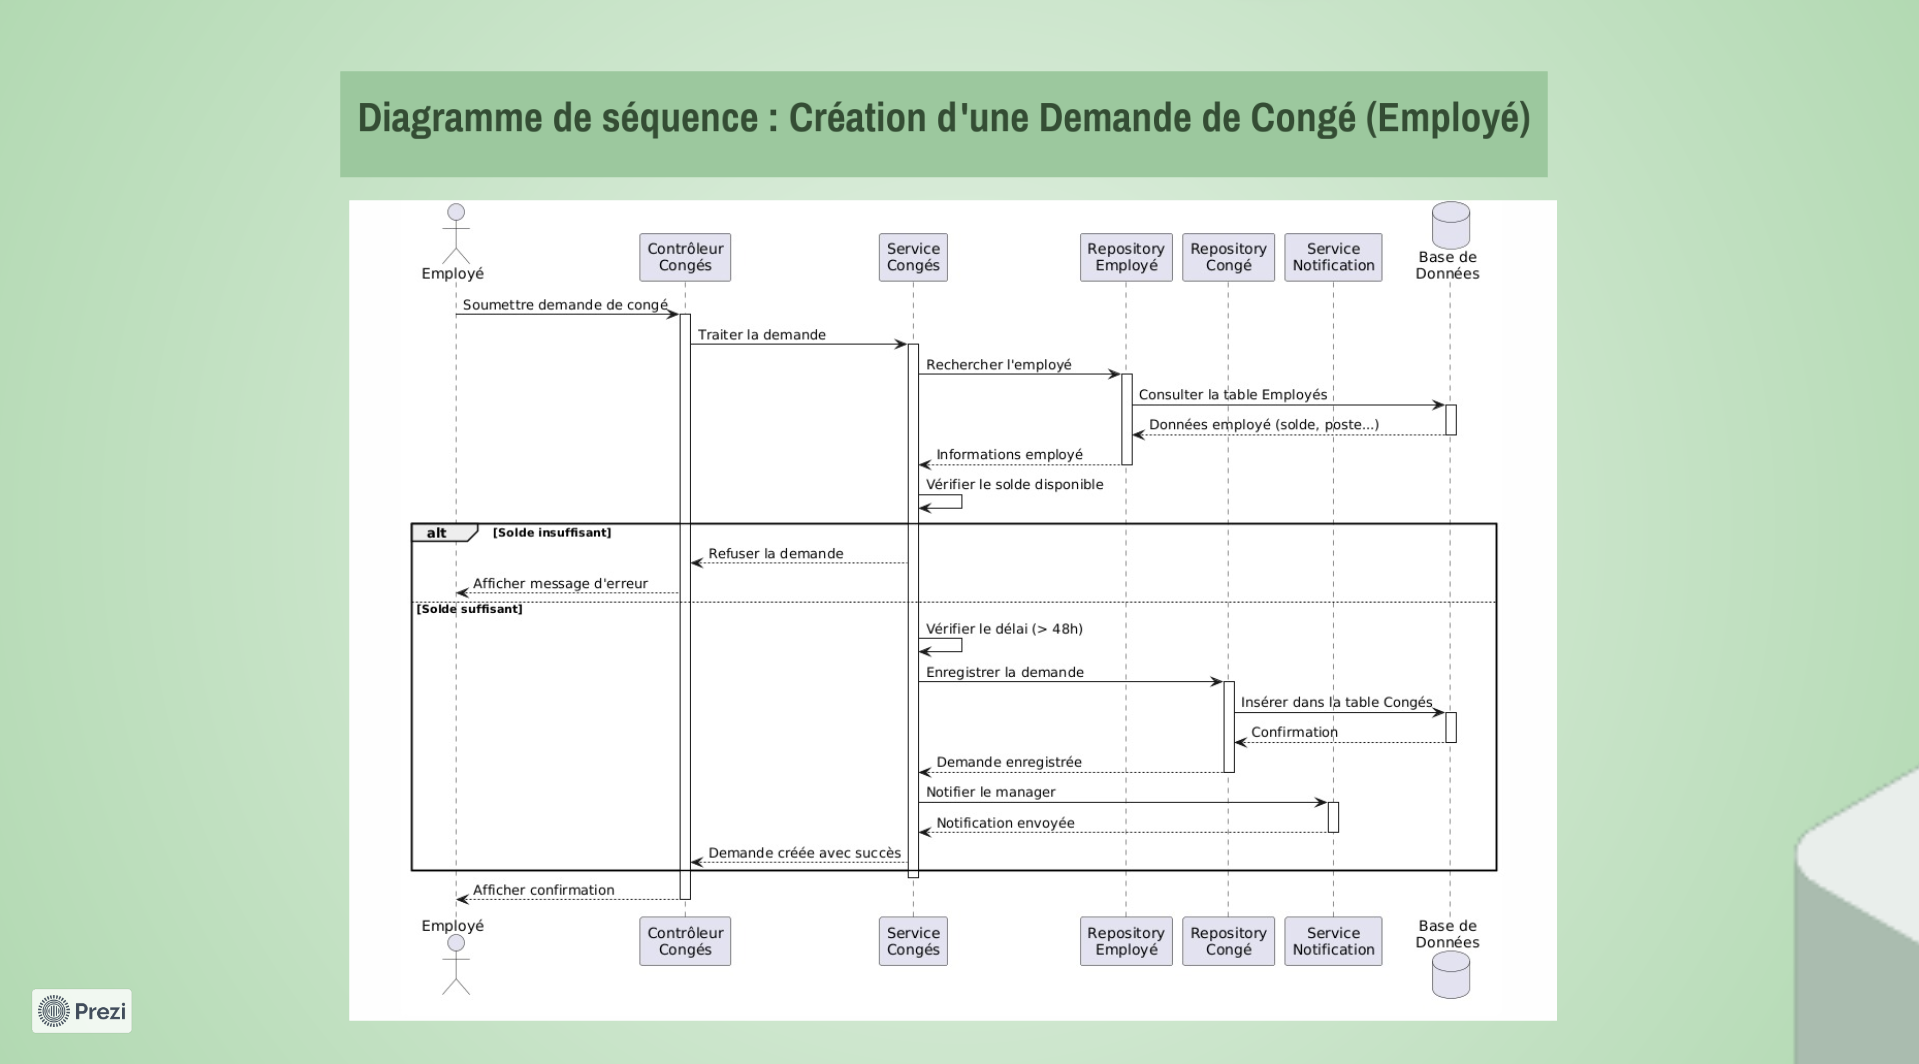 Diagramme de séquence : Création d'une Demande de Congé (Employé)
Employé
Contrôleur
Congés
Service
Congés
Repository
Employé
Repository
Congé
Service
Notification
Base de
Données
Soumettre demande de congé
Traiter la demande
Rechercher l'employé
Consulter la table Employés
Données employé (solde, poste...)
Informations employé
Vérifier le solde disponible
alt
[Solde insuffisant]
Refuser la demande
Afficher message d'erreur
[Solde suffisant]
Vérifier le délai (> 48h)
Enregistrer la demande
Insérer dans la table Congés
Confirmation
Demande enregistrée
Notifier le manager
Notification envoyée
Demande créée avec succès
Afficher confirmation
Employé
Contrôleur
Congés
Service
Congés
Repository
Employé
Repository
Congé
Service
Notification
Base de
Données
Prezi